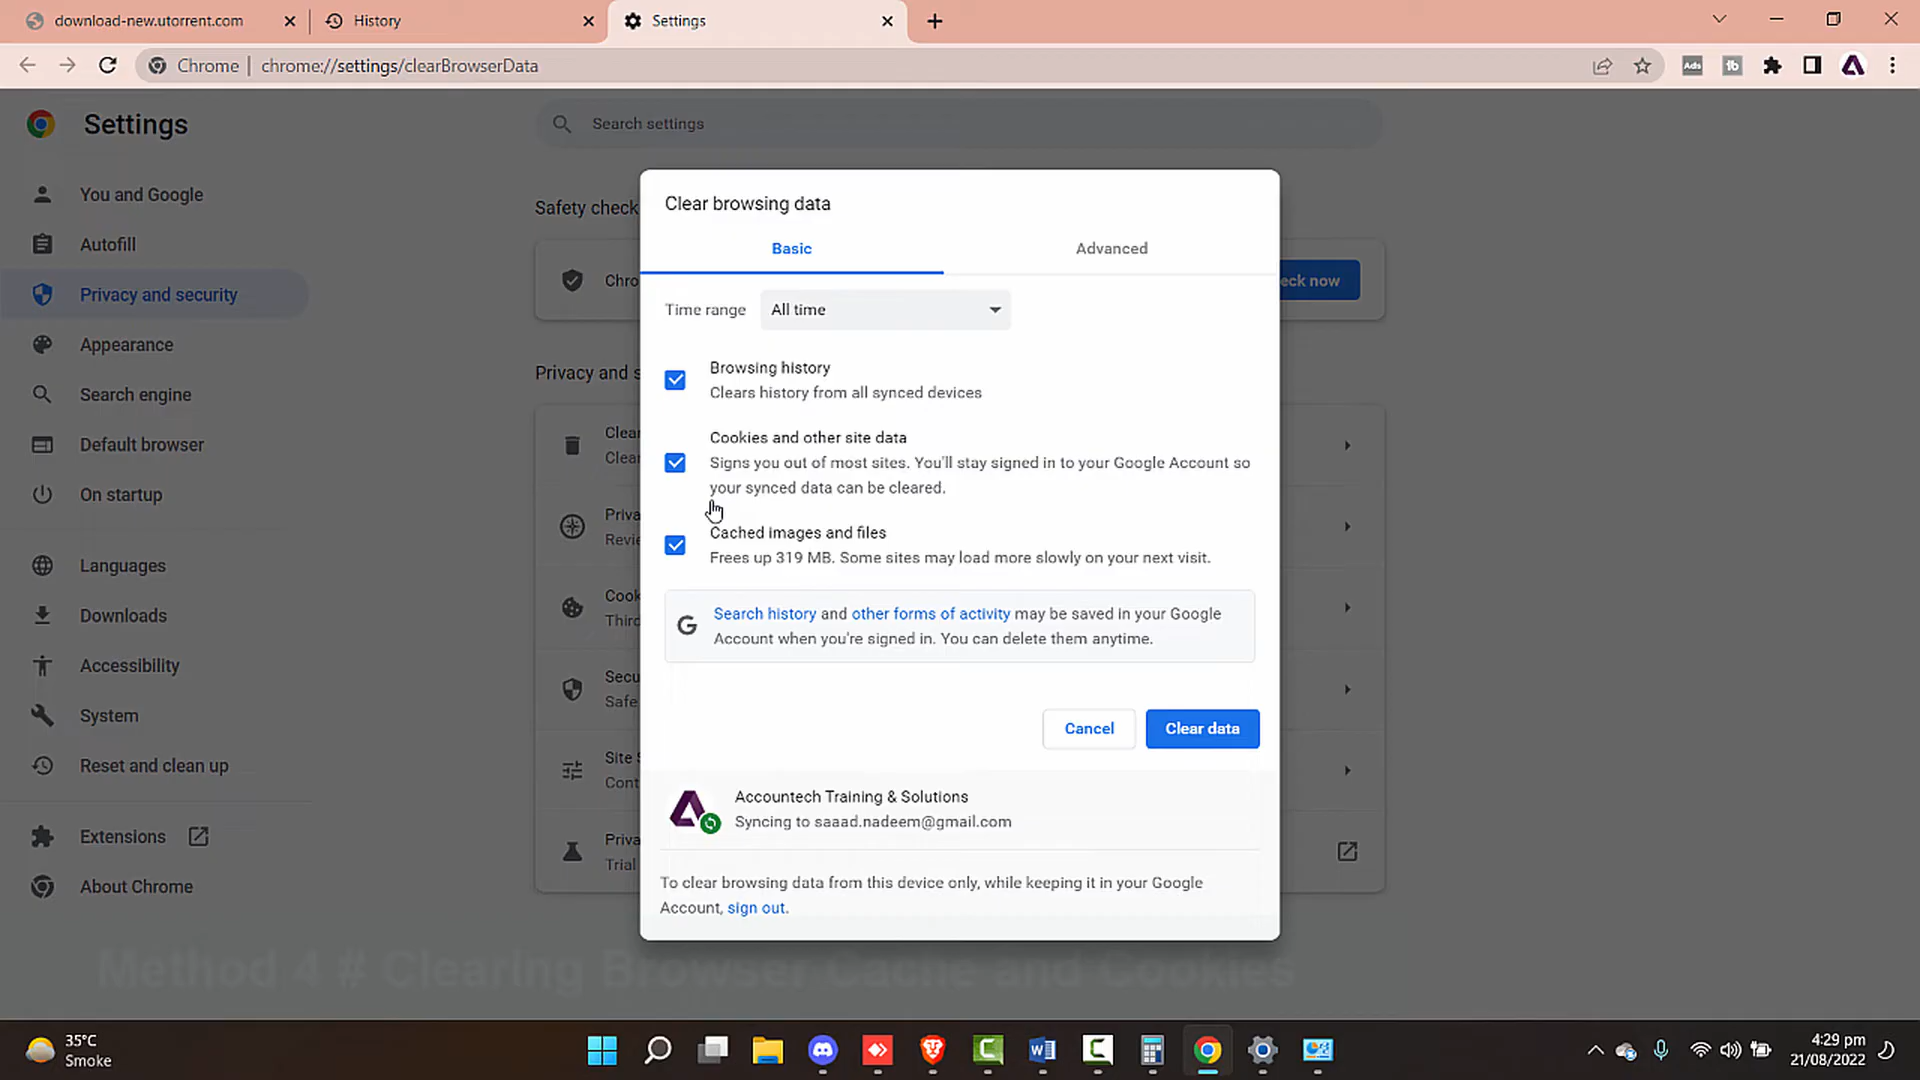 download-new.utorrent.com
History
Settings
Chrome | chrome://settings/clearBrowserData
Ads
tb
Settings
Search settings
You and Google
Autofill
Privacy and security
Appearance
Search engine
Default browser
On startup
Languages
Downloads
Accessibility
System
Reset and clean up
Extensions
About Chrome
Safety check
Chro
eck now
Privacy and s
Clea
Clea
Priva
Revie
Cook
Third
Secu
Safe
Site S
Cont
Priva
Trial
Clear browsing data
Basic
Advanced
Time range
All time
Browsing history
Clears history from all synced devices
Cookies and other site data
Signs you out of most sites. You'll stay signed in to your Google Account so
your synced data can be cleared.
Cached images and files
Frees up 319 MB. Some sites may load more slowly on your next visit.
G
Search history and other forms of activity may be saved in your Google
Account when you're signed in. You can delete them anytime.
Cancel
Clear data
Accountech Training & Solutions
Syncing to saaad.nadeem@gmail.com
To clear browsing data from this device only, while keeping it in your Google
Account, sign out.
Method 4 # Clearing Browser Cache and Cookies
35°C
Smoke
4:29 pm
21/08/2022